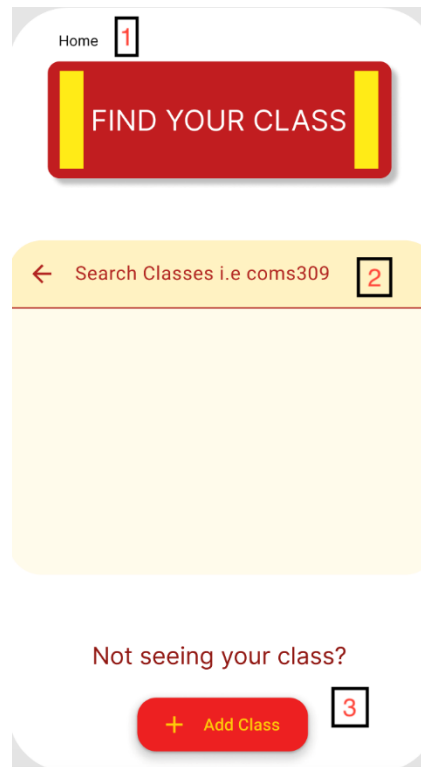 Home 1
FIND YOUR CLASS
Search Classes i.e coms309 2
Not seeing your class?
3
+ Add Class